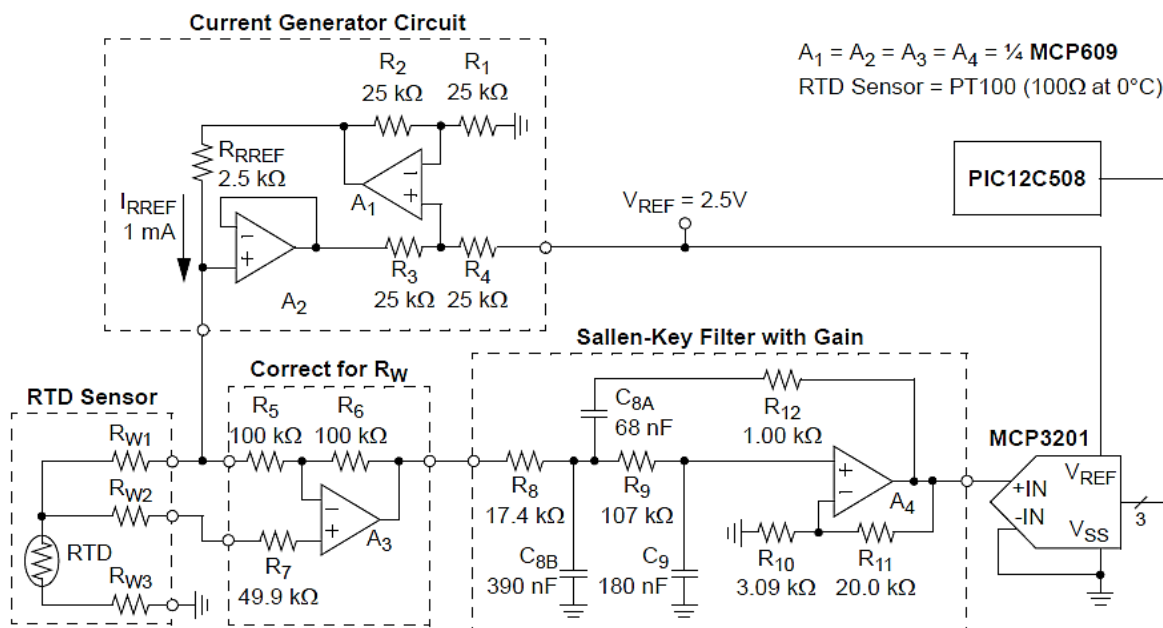 Current Generator Circuit
A1 = A2 = A3 = A4 = ¼ MCP609
RTD Sensor = PT100 (100Ω at 0°C)
R2
25 kΩ
R1
25 kΩ
RRREF
2.5 kΩ
A1
IRREF
1 mA
A2
R3
25 kΩ
R4
25 kΩ
VREF = 2.5V
PIC12C508
Sallen-Key Filter with Gain
Correct for RW
RTD Sensor
RW1
RW2
RTD
RW3
R5
100 kΩ
R6
100 kΩ
A3
R7
49.9 kΩ
R8
17.4 kΩ
C8A
68 nF
R12
1.00 kΩ
R9
107 kΩ
C8B
390 nF
C9
180 nF
A4
R10
3.09 kΩ
R11
20.0 kΩ
MCP3201
+IN
-IN
VREF
VSS
3